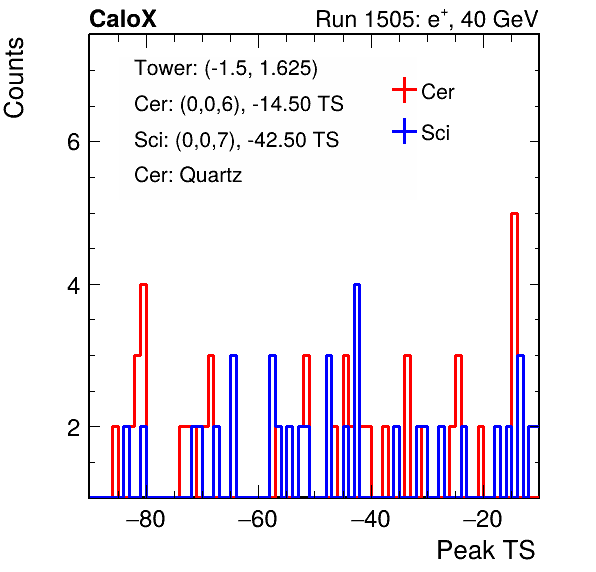 CaloX Run 1505: e+, 40 GeV
Counts
Tower: (-1.5, 1.625)
Cer: (0,0,6), -14.50 TS
Sci: (0,0,7), -42.50 TS
Cer: Quartz
Cer
Sci
6
4
2
−80 −60 −40 −20
Peak TS